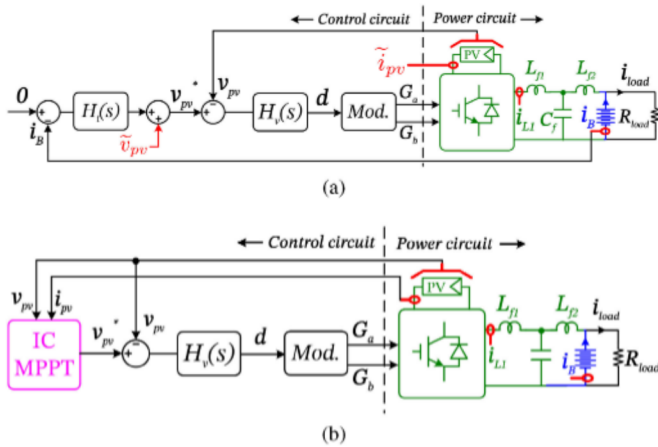 ← Control circuit Power circuit →
PV
ĩ_pv
L_f1 L_f2 i_load
0 H_i(s) v_pv* v_pv H_v(s) d Mod. G_a
G_b
i_B ṽ_pv i_L1 C_f i_B R_load
(a)
← Control circuit Power circuit →
PV
v_pv i_pv v_pv* v_pv L_f1 L_f2 i_load
IC
MPPT
H_v(s) d Mod. G_a
G_b
i_L1 i_B R_load
(b)